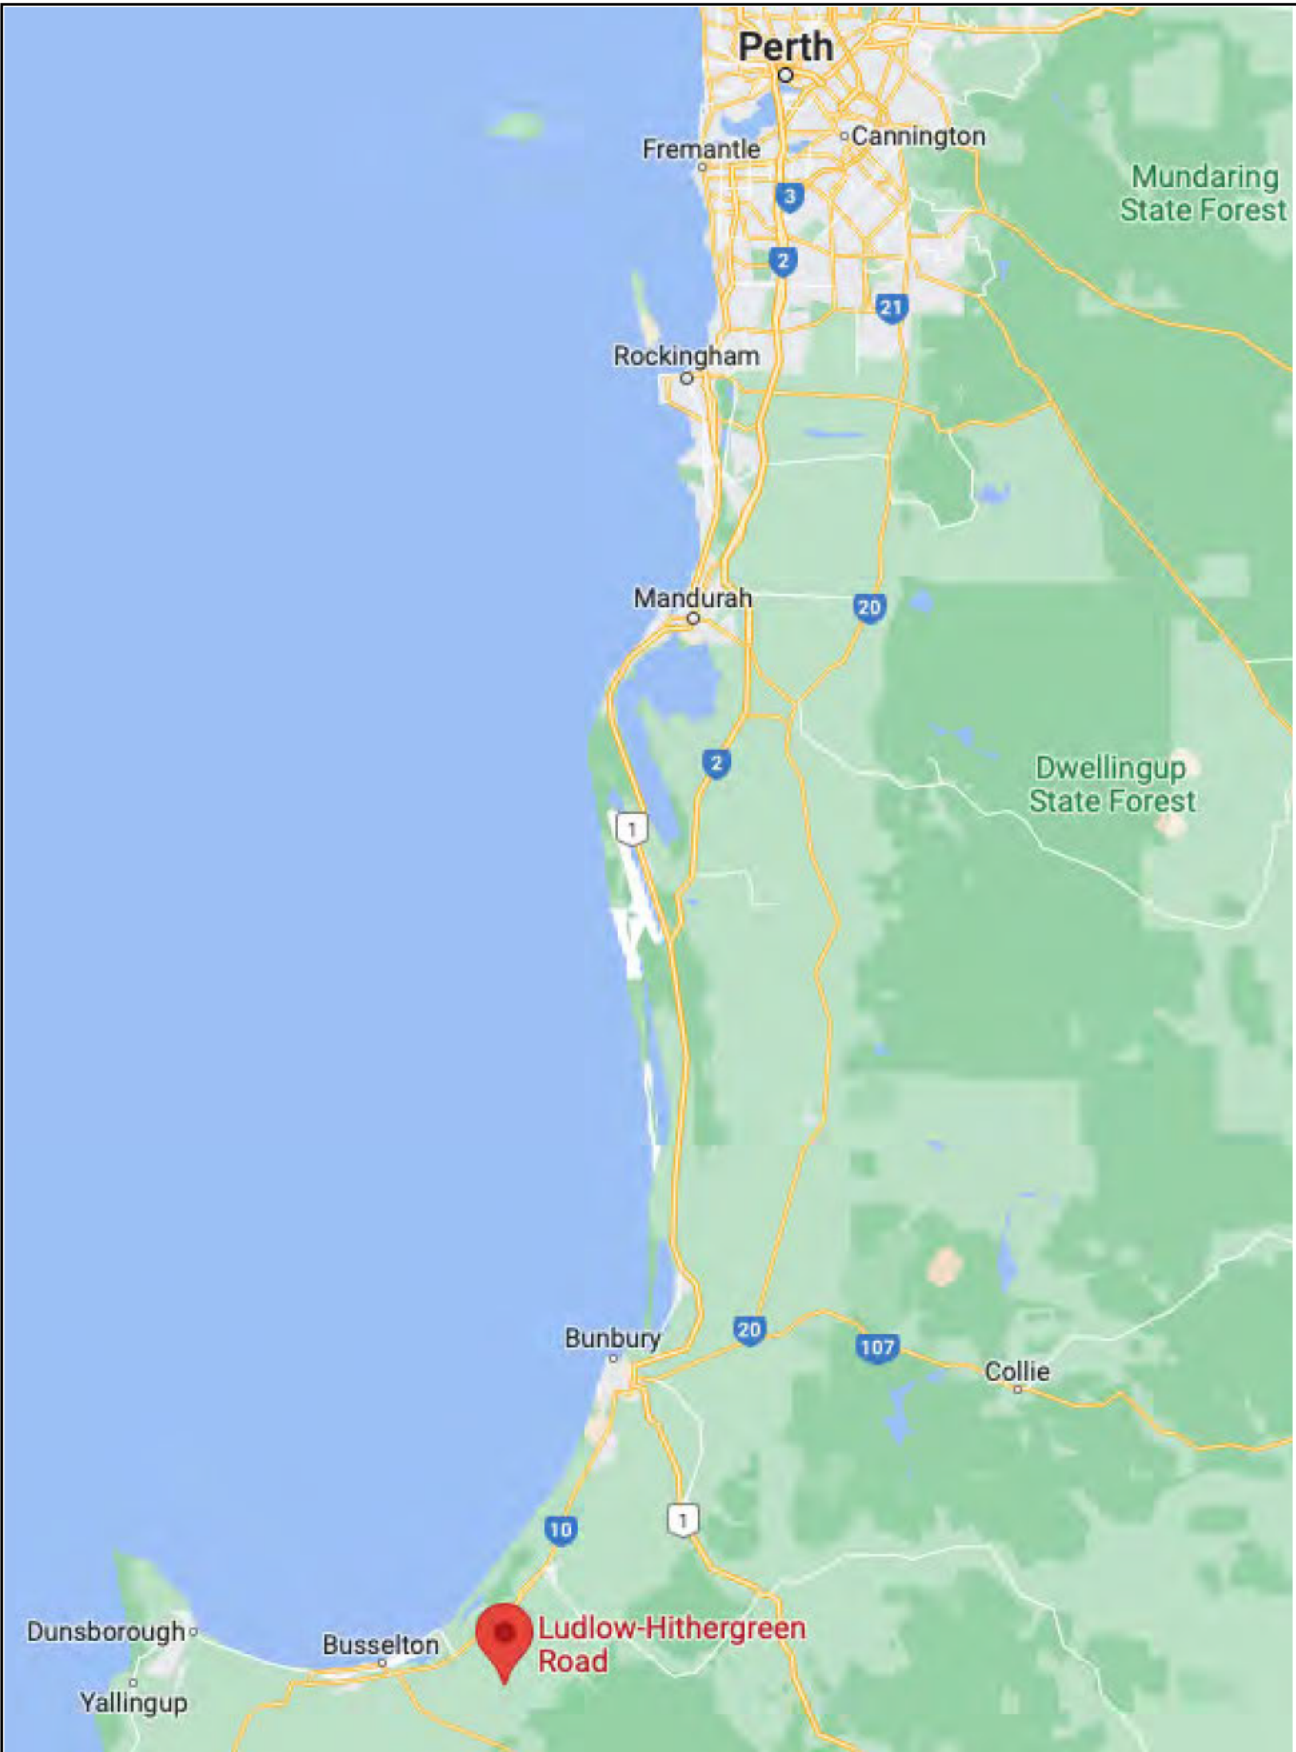 Perth
Cannington
Fremantle
Mundaring
State Forest
3
2
21
Rockingham
Mandurah
20
2
Dwellingup
State Forest
1
20
Bunbury
107
Collie
1
10
Ludlow-Hithergreen
Road
Dunsborough
Busselton
Yallingup